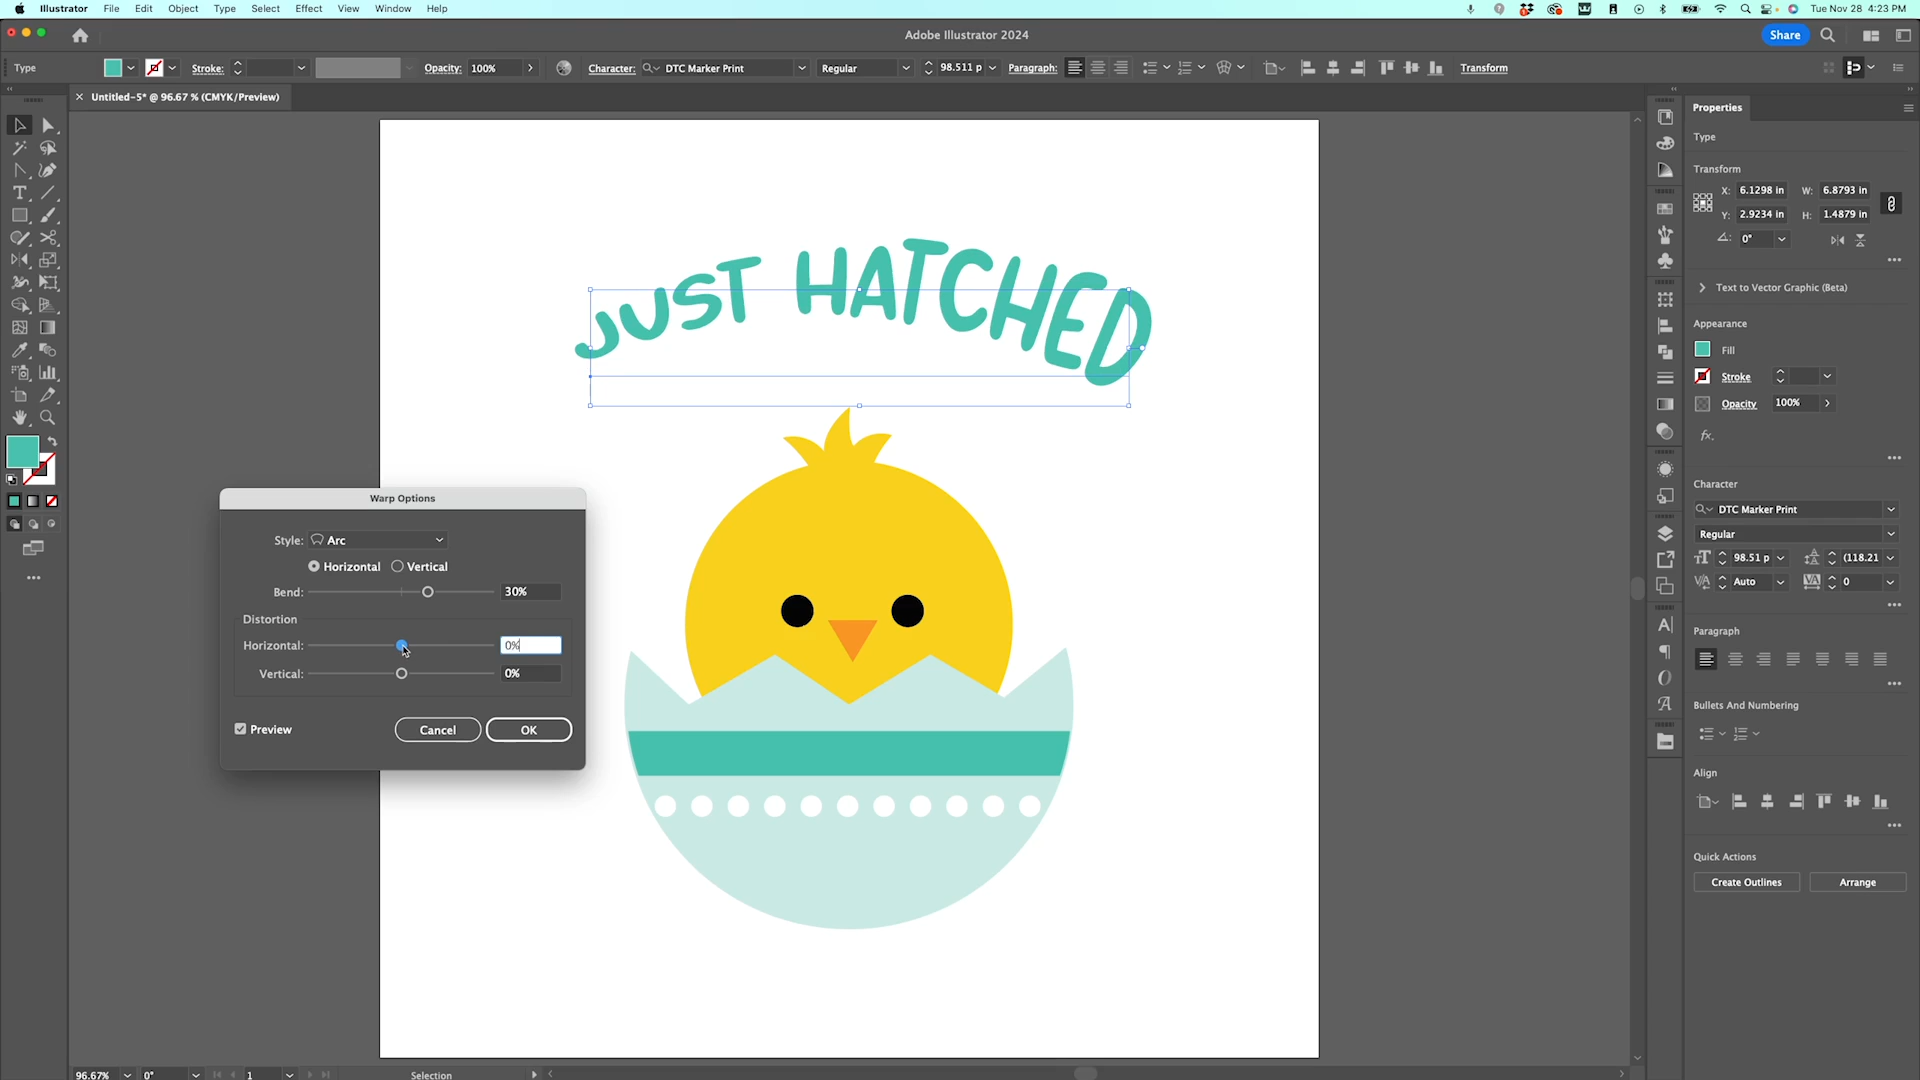 Illustrator File Edit Object Type Select Effect View Window Help
Tue Nov 28 4:23 PM
Adobe Illustrator 2024
Share
Type
Stroke:
Opacity: 100%
Character: DTC Marker Print
Regular
98.511 p
Paragraph:
Transform
Untitled-5* @ 96.67 % (CMYK/Preview)
JUST HATCHED
Warp Options
Style: Arc
Horizontal Vertical
Bend: 30%
Distortion
Horizontal: 0%
Vertical: 0%
Preview
Cancel OK
Properties
Type
Transform
X: 6.1298 in W: 6.8793 in
Y: 2.9234 in H: 1.4879 in
0°
Text to Vector Graphic (Beta)
Appearance
Fill
Stroke
Opacity 100%
fx.
Character
DTC Marker Print
Regular
98.51 p (118.21
Auto 0
Paragraph
Bullets And Numbering
Align
Quick Actions
Create Outlines Arrange
96.67% 0° 1 Selection